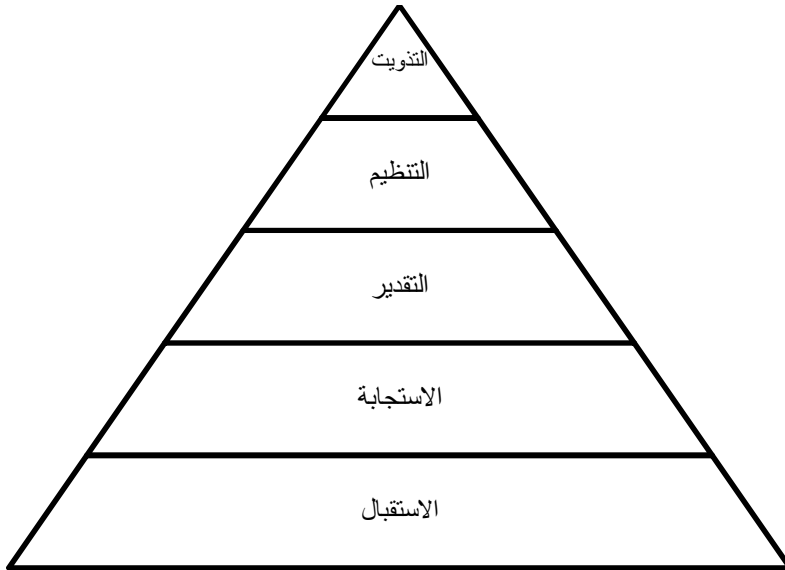 التذويت
التنظيم
التقدير
الاستجابة
الاستقبال